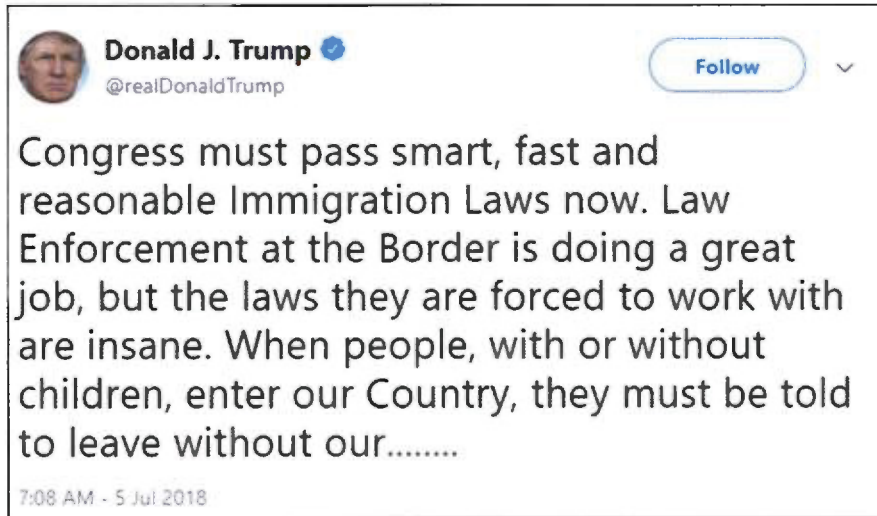 Donald J. Trump
@realDonaldTrump
Follow
Congress must pass smart, fast and
reasonable Immigration Laws now. Law
Enforcement at the Border is doing a great
job, but the laws they are forced to work with
are insane. When people, with or without
children, enter our Country, they must be told
to leave without our........
7:08 AM - 5 Jul 2018